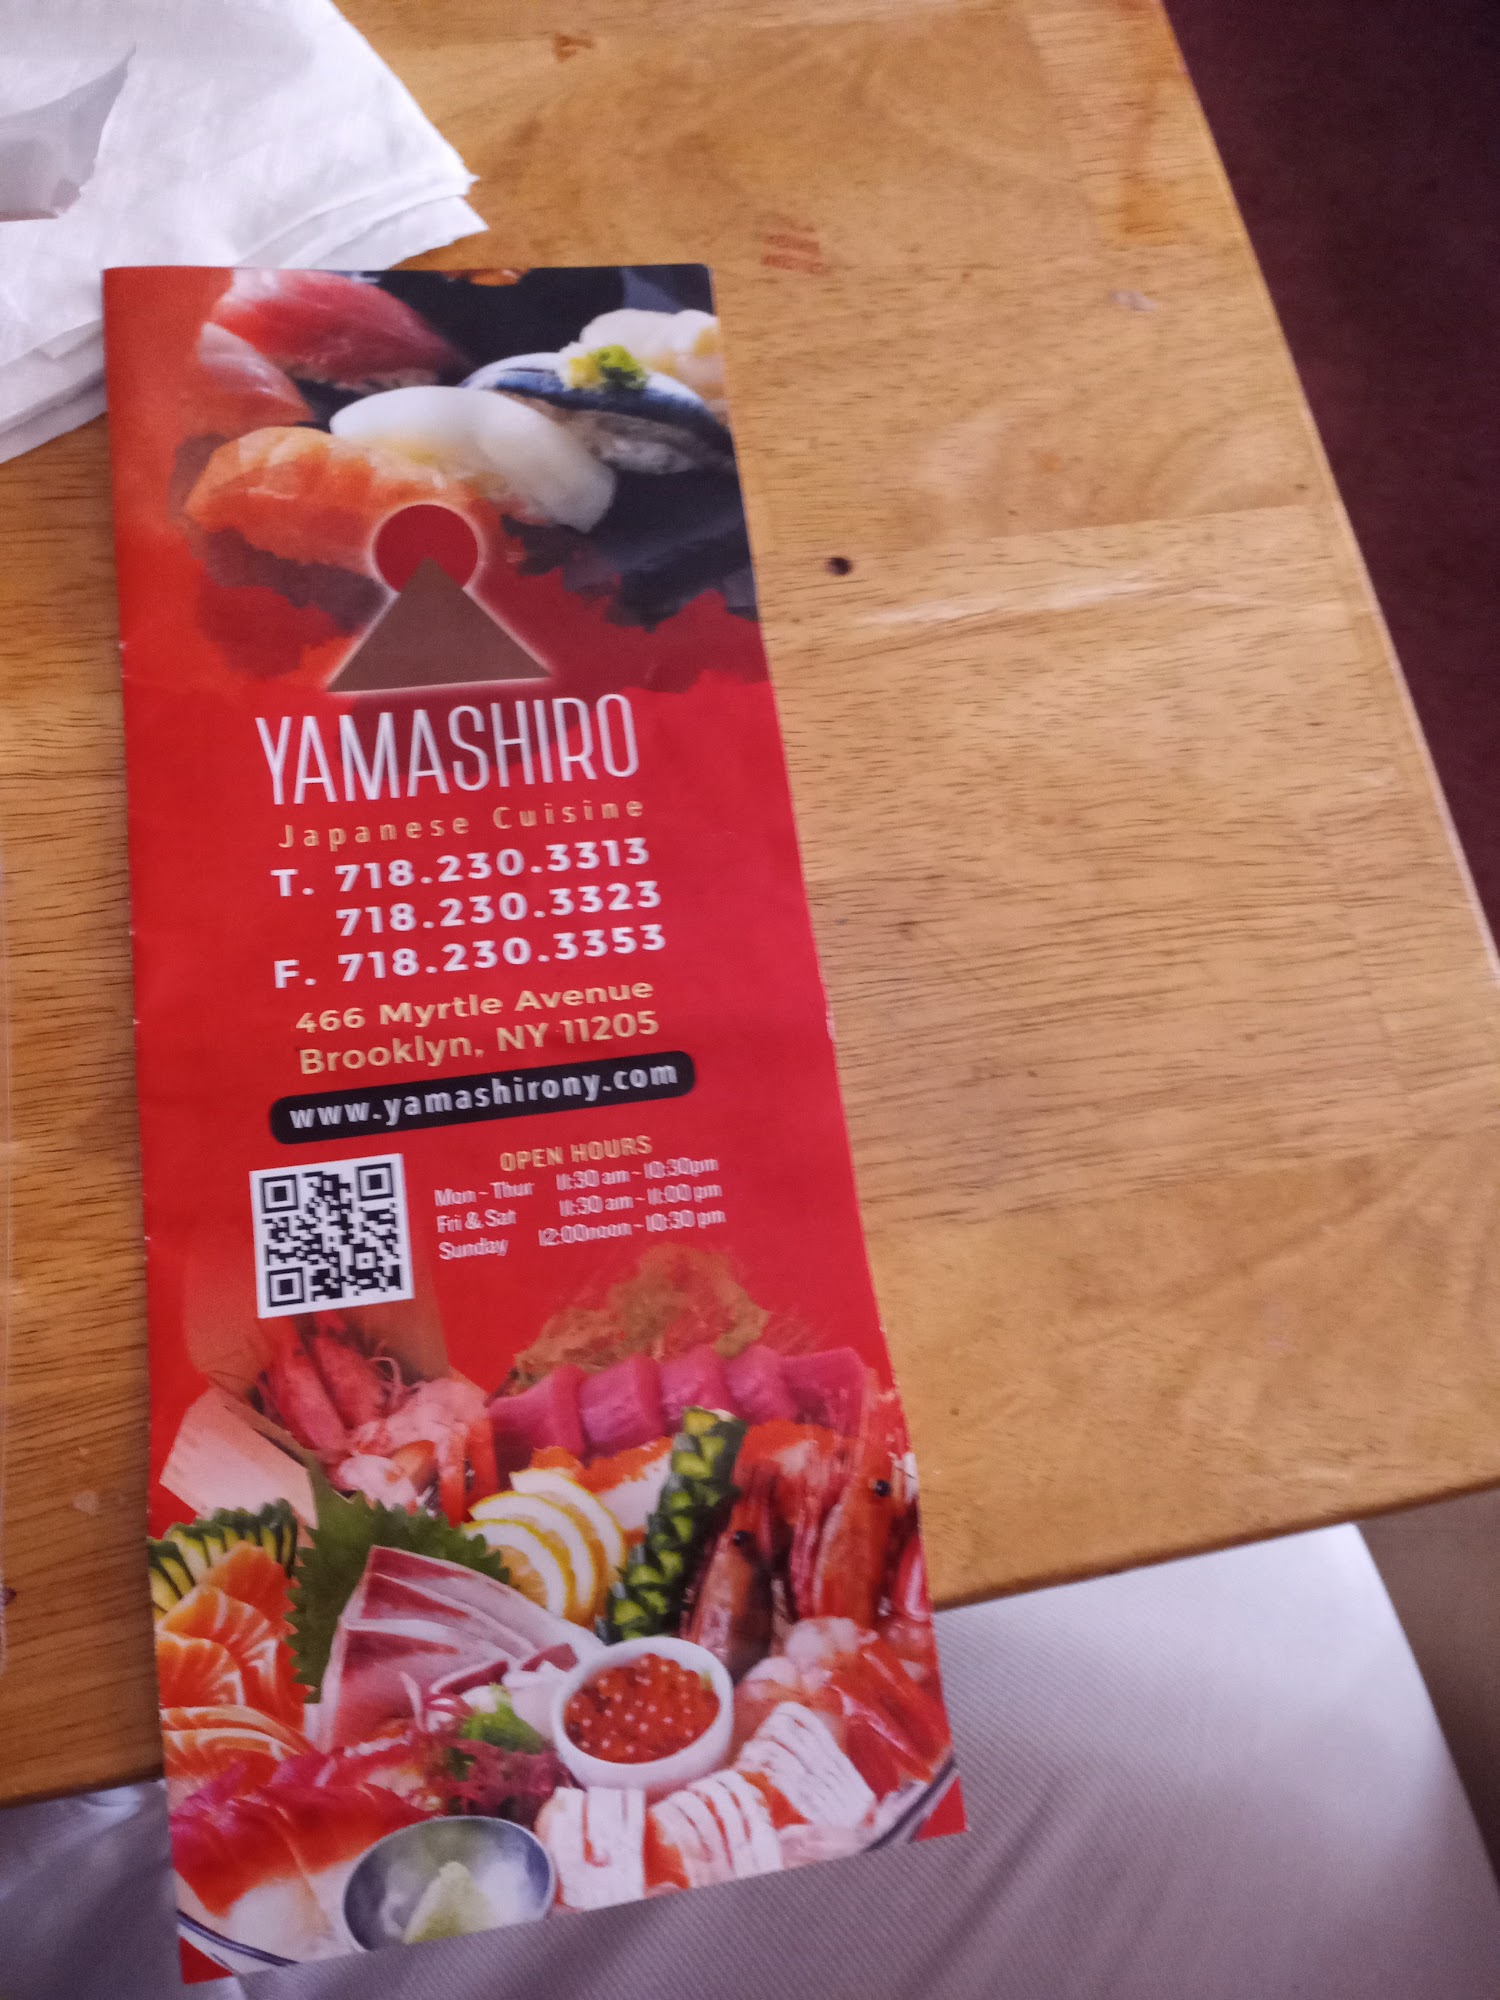 YAMASHIRO
Japanese Cuisine
T. 718.230.3313
718.230.3323
F. 718.230.3353
466 Myrtle Avenue
Brooklyn, NY 11205
www.yamashirony.com
OPEN HOURS
Mon - Thur 11:30 am - 10:30pm
Fri & Sat 11:30 am - 11:00 pm
Sunday 12:00noon - 10:30 pm